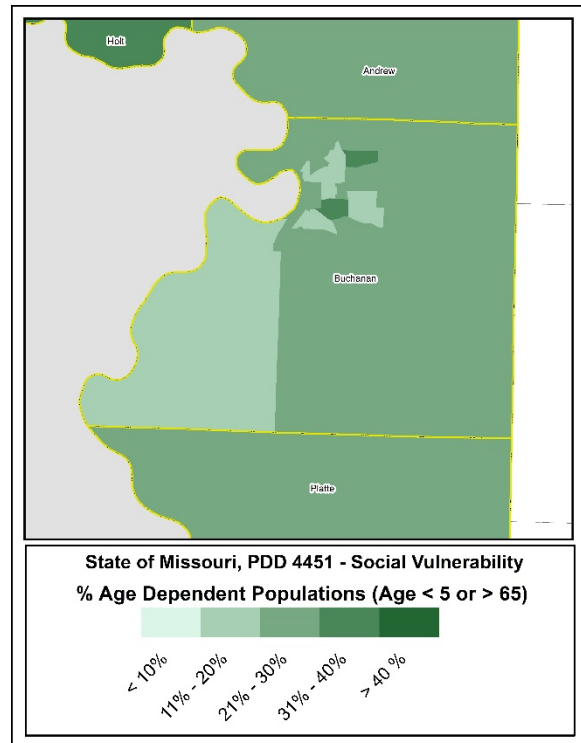 Holt
Andrew
Buchanan
Platte
State of Missouri, PDD 4451 - Social Vulnerability
% Age Dependent Populations (Age < 5 or > 65)
< 10%
11% - 20%
21% - 30%
31% - 40%
> 40 %